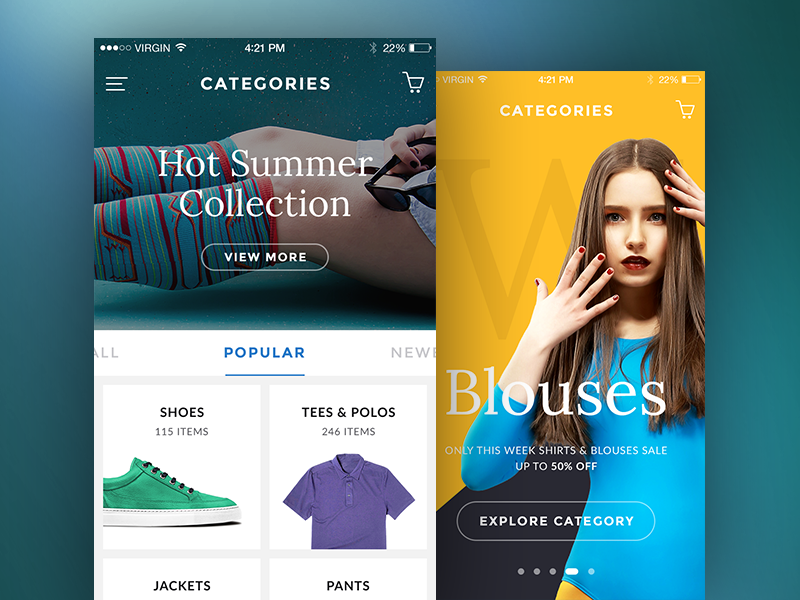 VIRGIN
4:21 PM
22%
CATEGORIES
Hot Summer
Collection
VIEW MORE
ALL
POPULAR
SHOES
115 ITEMS
TEES & POLOS
246 ITEMS
JACKETS
PANTS
VIRGIN
4:21 PM
22%
CATEGORIES
W
Blouses
ONLY THIS WEEK SHIRTS & BLOUSES SALE
UP TO 50% OFF
EXPLORE CATEGORY